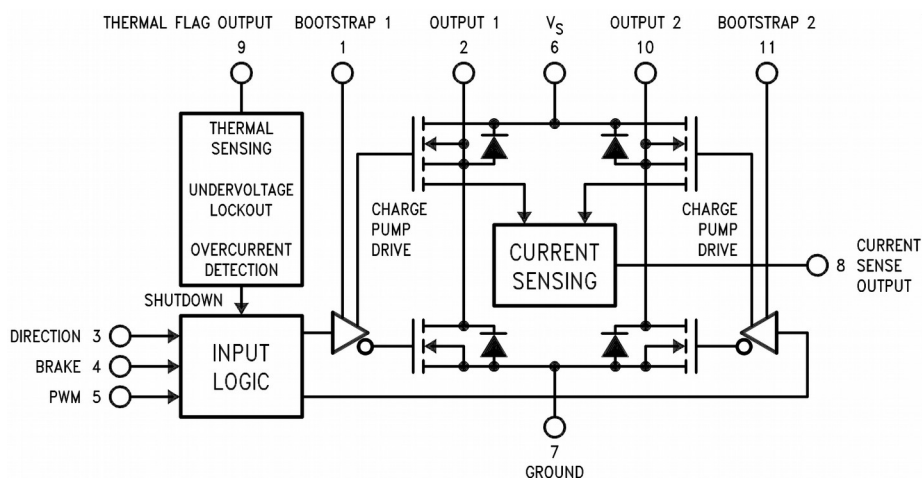 THERMAL FLAG OUTPUT
9
BOOTSTRAP 1
1
OUTPUT 1
2
VS
6
OUTPUT 2
10
BOOTSTRAP 2
11
THERMAL
SENSING
UNDERVOLTAGE
LOCKOUT
OVERCURRENT
DETECTION
CHARGE
PUMP
DRIVE
CURRENT
SENSING
CHARGE
PUMP
DRIVE
8
CURRENT
SENSE
OUTPUT
SHUTDOWN
DIRECTION 3
BRAKE 4
PWM 5
INPUT
LOGIC
7
GROUND